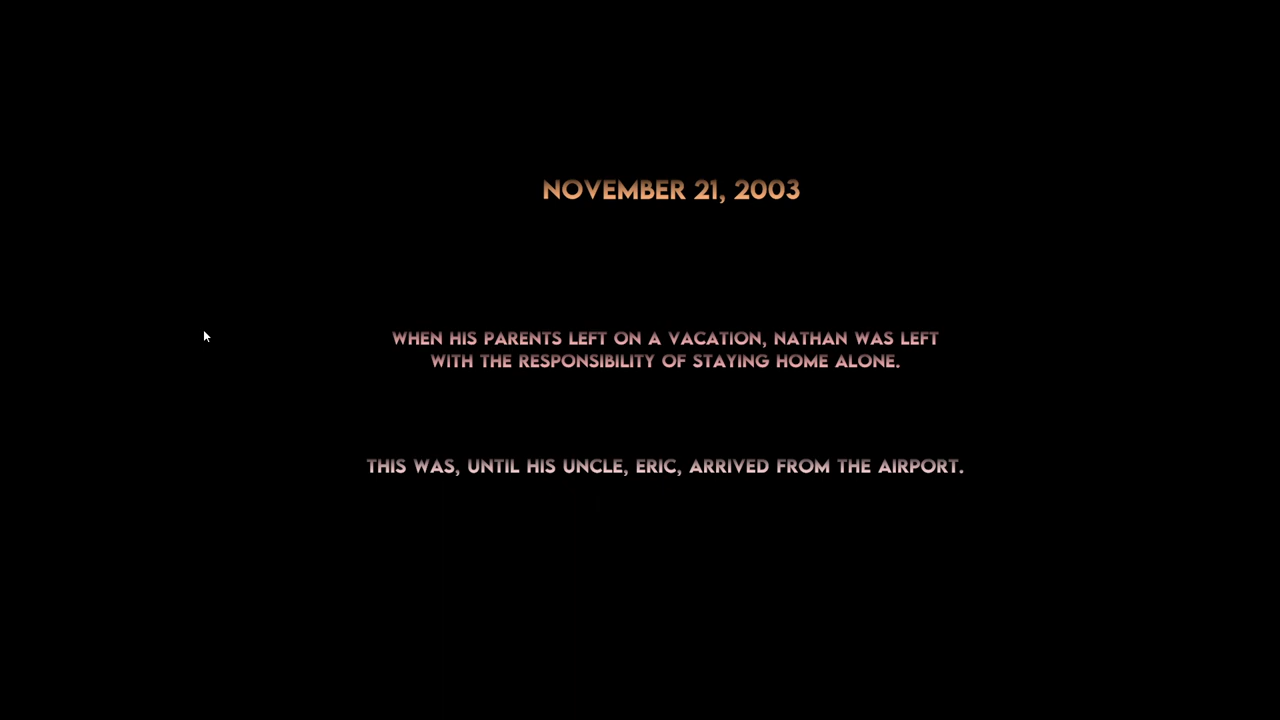 NOVEMBER 21, 2003
WHEN HIS PARENTS LEFT ON A VACATION, NATHAN WAS LEFT
WITH THE RESPONSIBILITY OF STAYING HOME ALONE.
THIS WAS, UNTIL HIS UNCLE, ERIC, ARRIVED FROM THE AIRPORT.